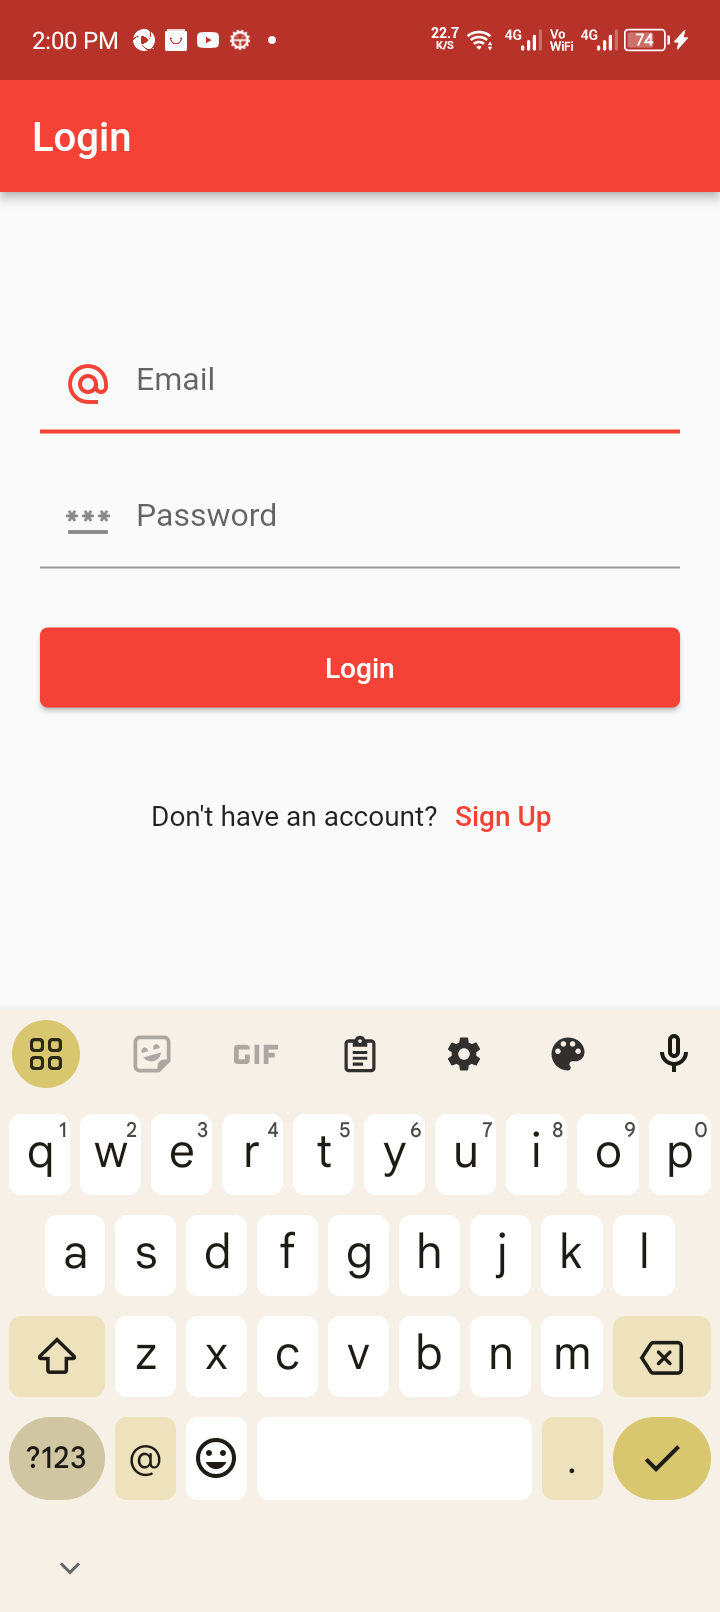 2:00 PM 22.7 K/S 4G Vo WiFi 4G 74
Login
Email
***
Password
Login
Don't have an account? Sign Up
GIF
q1 w2 e3 r4 t5 y6 u7 i8 o9 p0
a s d f g h j k l
z x c v b n m
?123 @ .